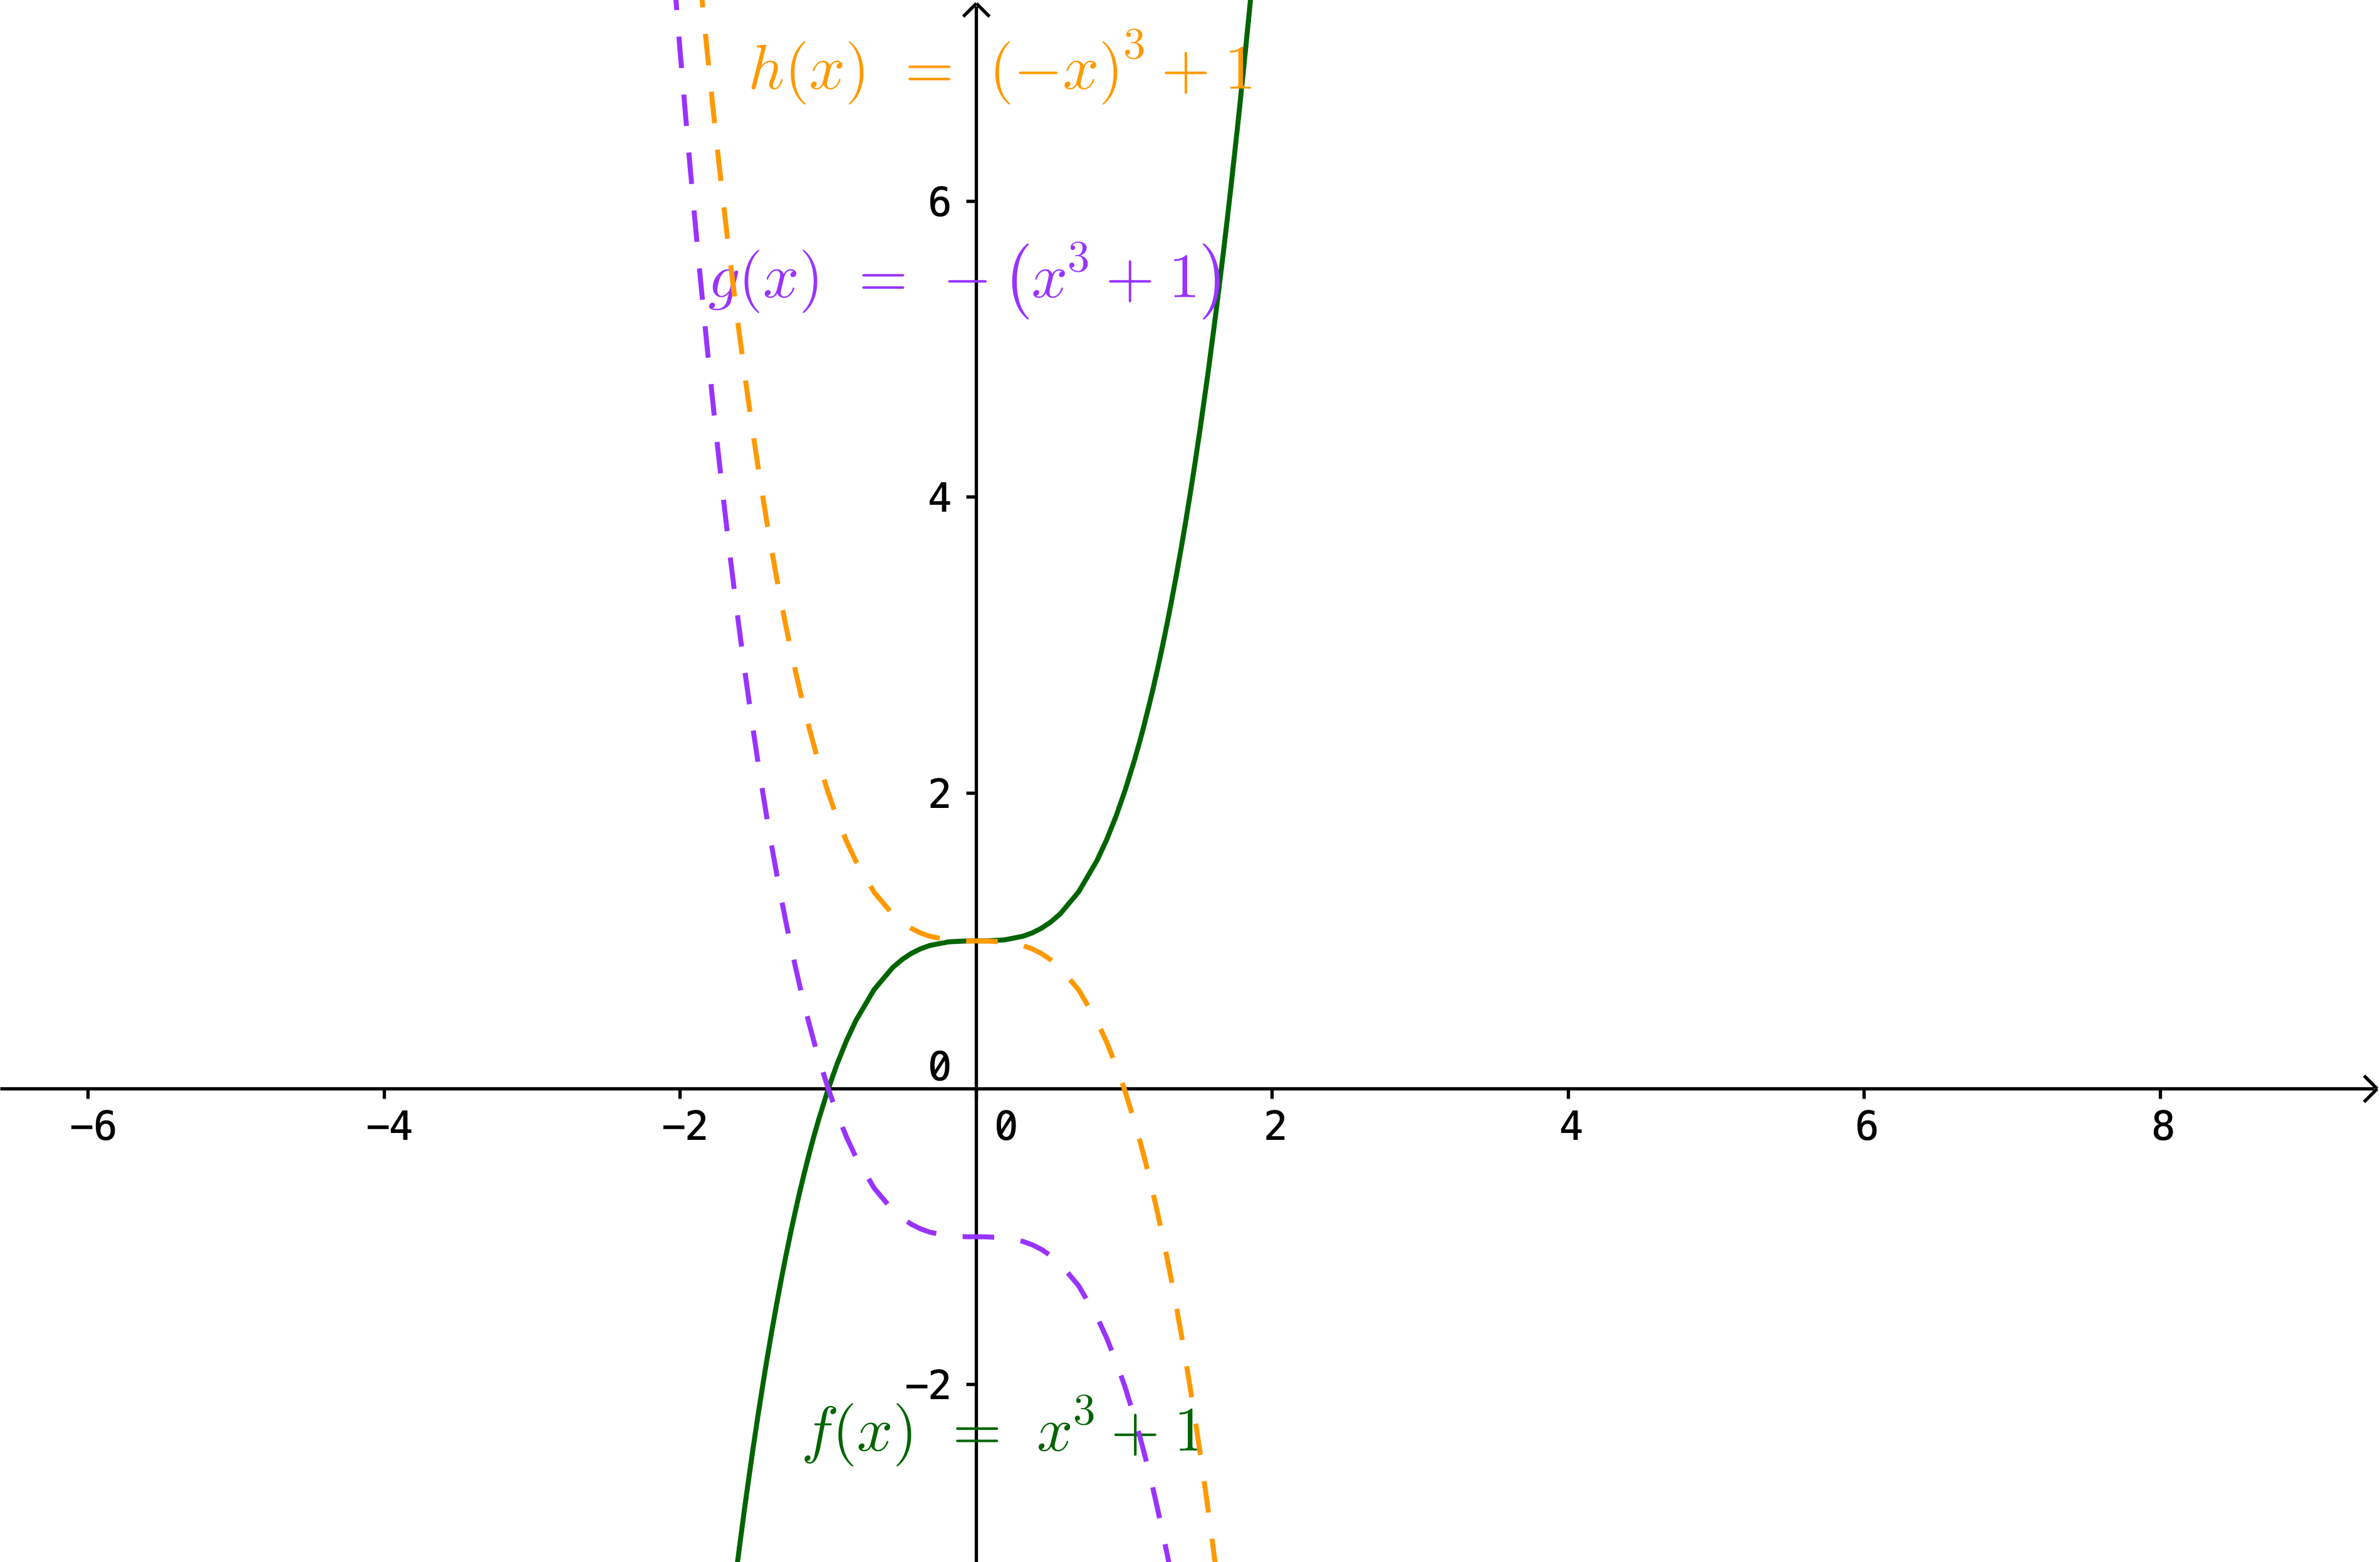 h(x) = (−x)³ + 1
6
g(x) = −(x³ + 1)
4
2
0
−6 −4 −2 0 2 4 6 8
−2
f(x) = x³ + 1